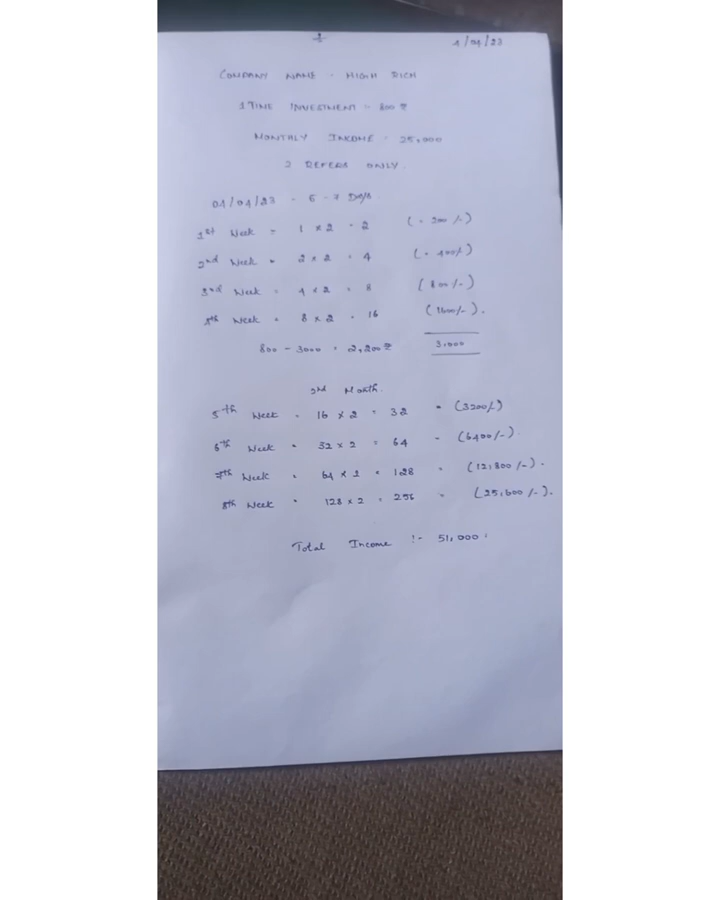 1/04/23
COMPANY NAME - HIGH RICH
1 TIME INVESTMENT :- 800 ₹
MONTHLY INCOME - 25,000
2 REFERS ONLY.
01/04/23 - 6 - 7 Days
1st Week = 1 x 2 = 2 (= 200/-)
2nd Week = 2 x 2 = 4 (= 400/-)
3rd Week = 4 x 2 = 8 (800/-)
4th Week = 8 x 2 = 16 (1600/-).
800 - 3000 = 2,200 ₹ 3,000
2nd Month.
5th Week = 16 x 2 = 32 = (3200/-)
6th Week = 32 x 2 = 64 = (6400/-)
7th Week = 64 x 2 = 128 = (12,800/-).
8th Week = 128 x 2 = 256 = (25,600/-).
Total Income :- 51,000.